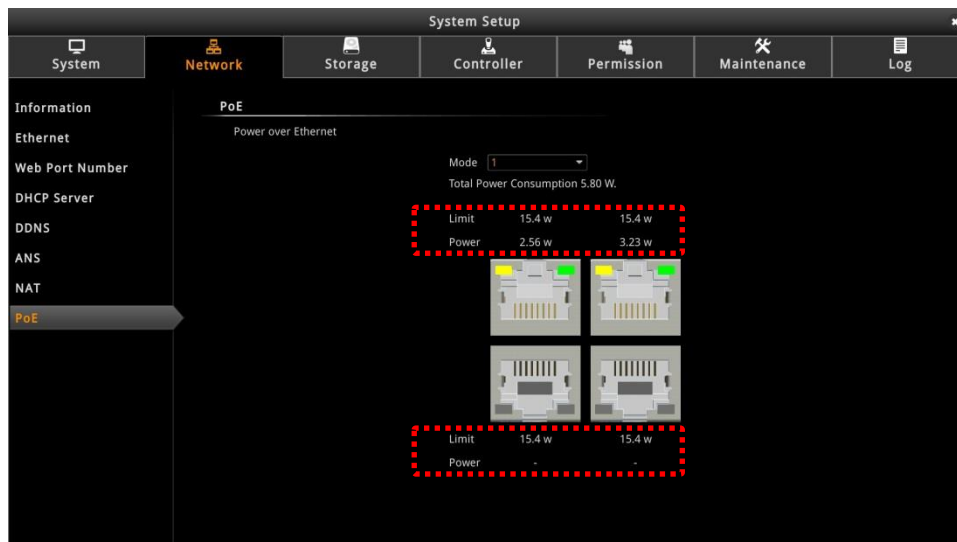 System Setup
System Network Storage Controller Permission Maintenance Log
Information
Ethernet
Web Port Number
DHCP Server
DDNS
ANS
NAT
PoE
PoE
Power over Ethernet
Mode 1
Total Power Consumption 5.80 W.
Limit 15.4 w 15.4 w
Power 2.56 w 3.23 w
Limit 15.4 w 15.4 w
Power - -